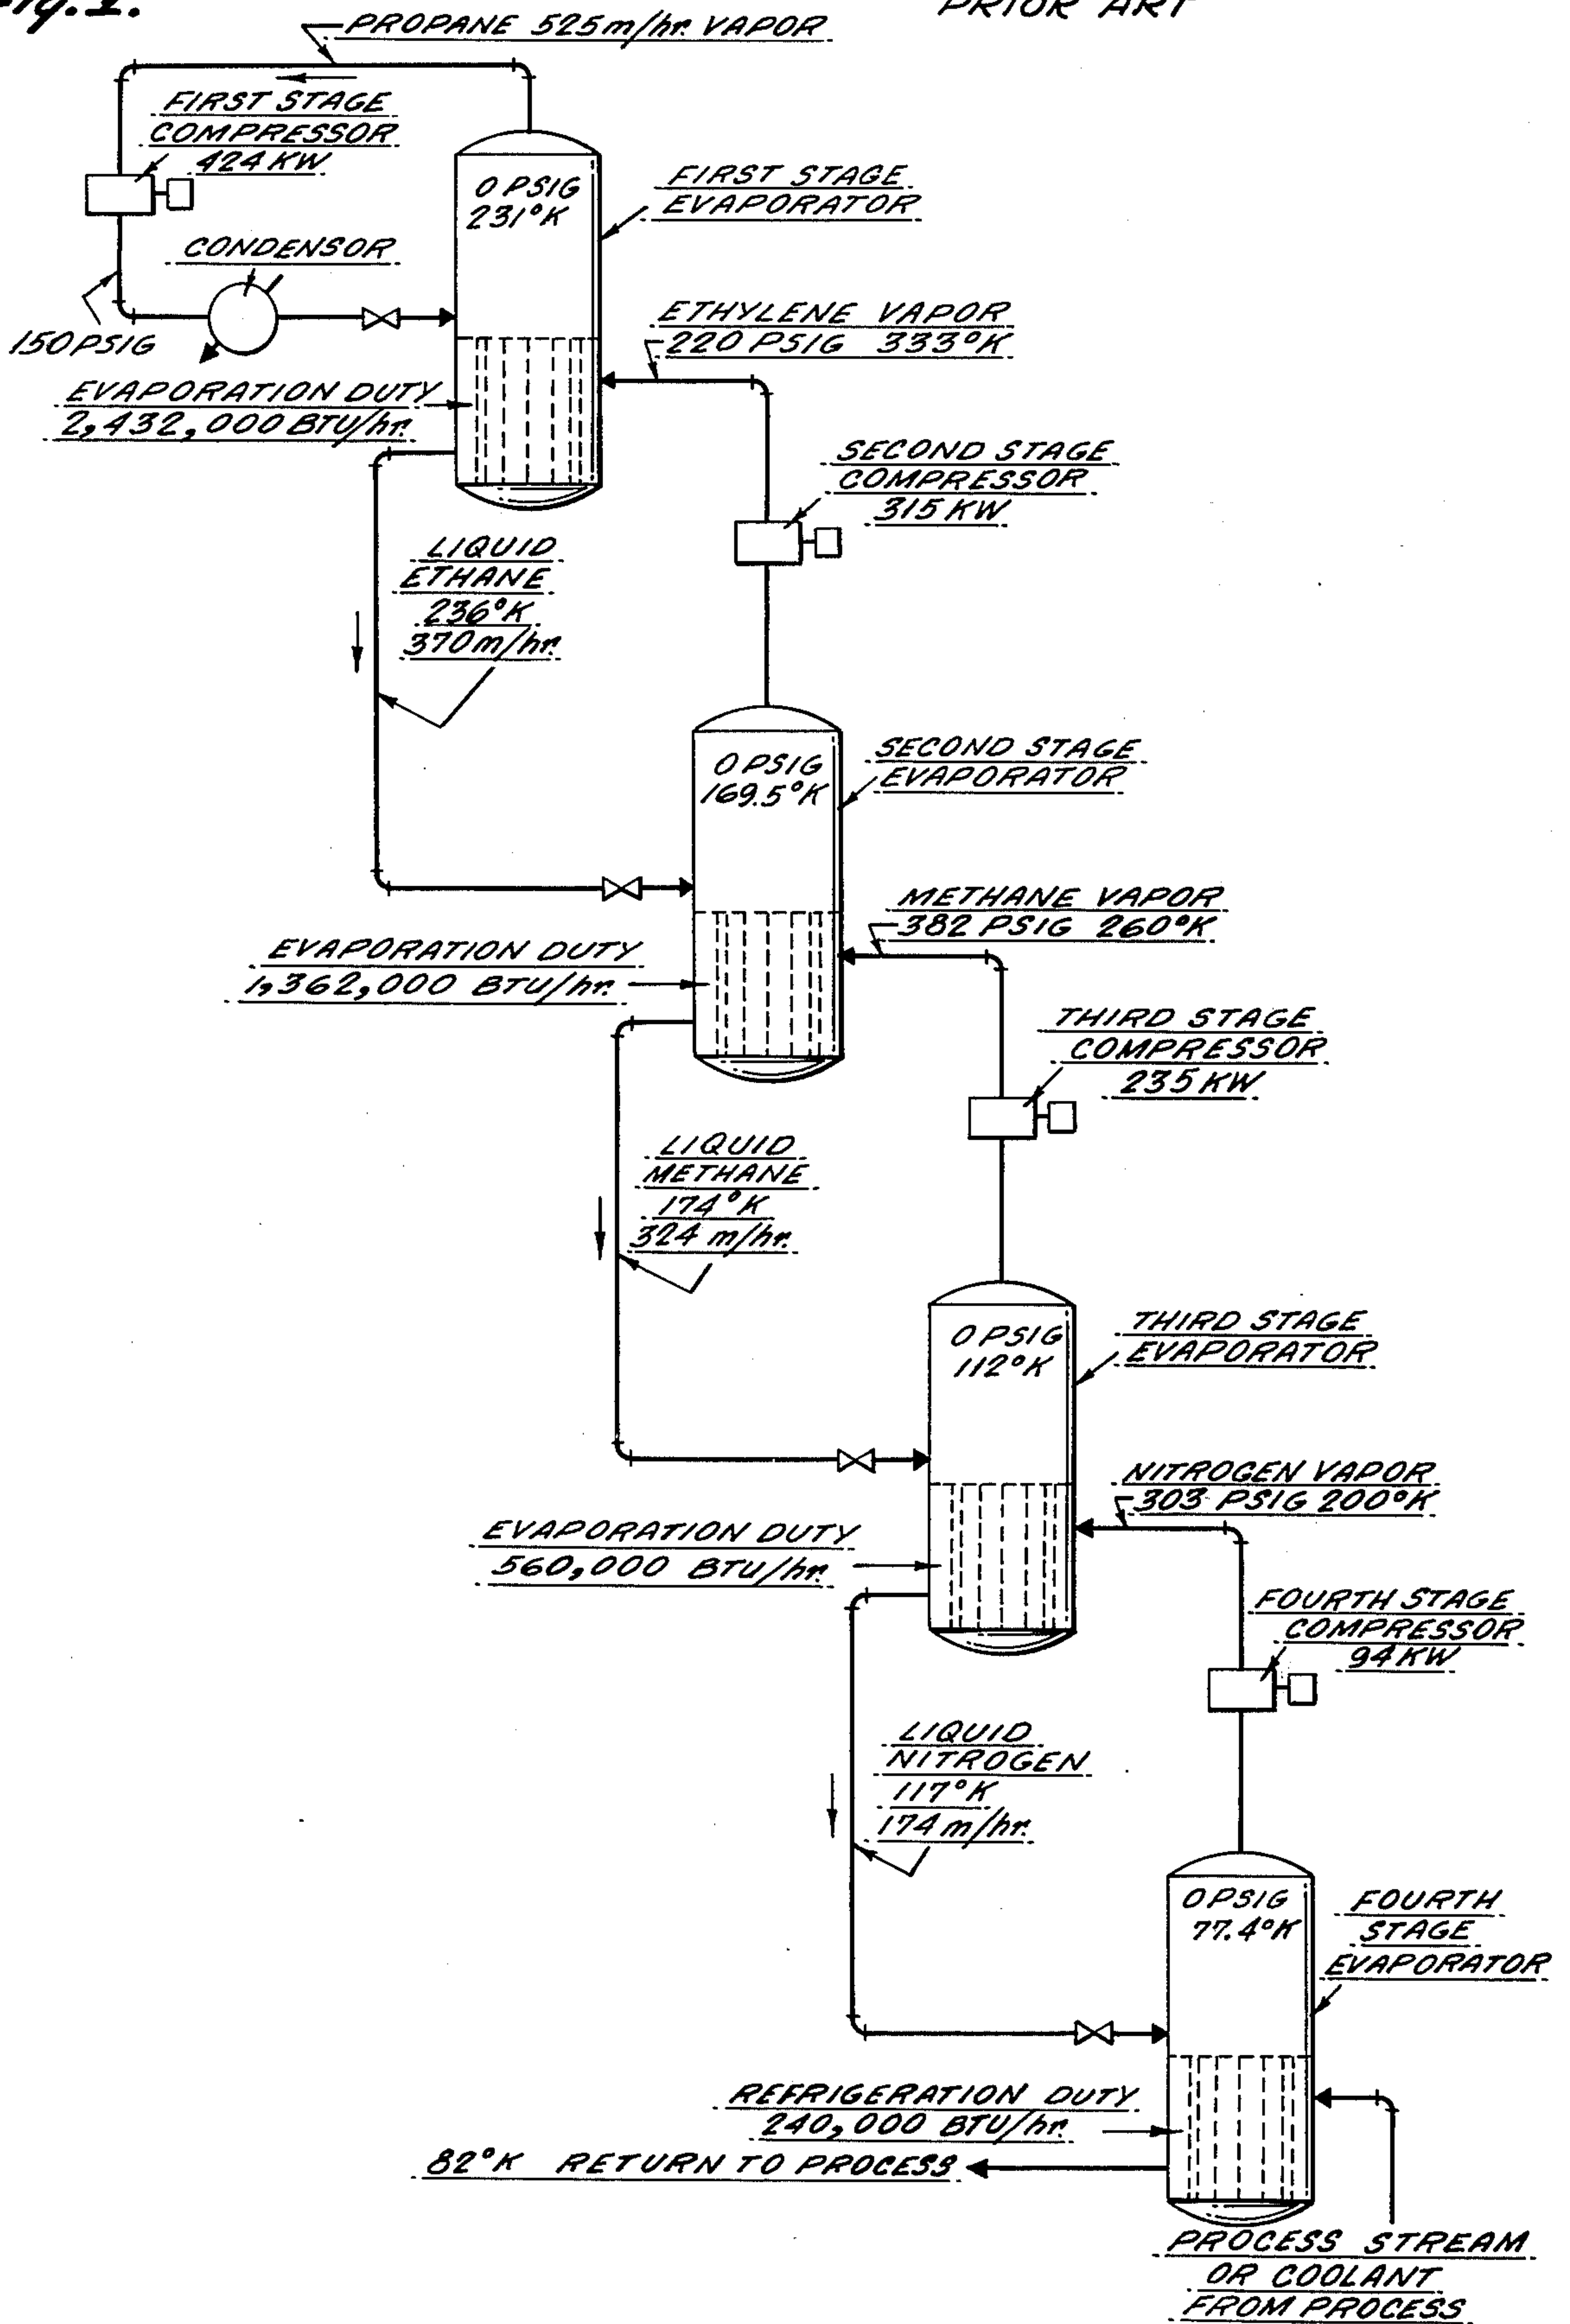 Fig. 1.
PRIOR ART
PROPANE 525 m/hr. VAPOR
FIRST STAGE
COMPRESSOR
424 KW
0 PSIG
231°K
FIRST STAGE
EVAPORATOR
CONDENSOR
150 PSIG
ETHYLENE VAPOR
220 PSIG 333°K
EVAPORATION DUTY
2,432,000 BTU/hr.
SECOND STAGE
COMPRESSOR
315 KW
LIQUID
ETHANE
236°K
370 m/hr.
0 PSIG
169.5°K
SECOND STAGE
EVAPORATOR
METHANE VAPOR
382 PSIG 260°K
EVAPORATION DUTY
1,362,000 BTU/hr.
THIRD STAGE
COMPRESSOR
235 KW
LIQUID
METHANE
174°K
324 m/hr.
0 PSIG
112°K
THIRD STAGE
EVAPORATOR
NITROGEN VAPOR
303 PSIG 200°K
EVAPORATION DUTY
560,000 BTU/hr.
FOURTH STAGE
COMPRESSOR
94 KW
LIQUID
NITROGEN
117°K
174 m/hr.
0 PSIG
77.4°K
FOURTH
STAGE
EVAPORATOR
REFRIGERATION DUTY
240,000 BTU/hr.
82°K RETURN TO PROCESS
PROCESS STREAM
OR COOLANT
FROM PROCESS